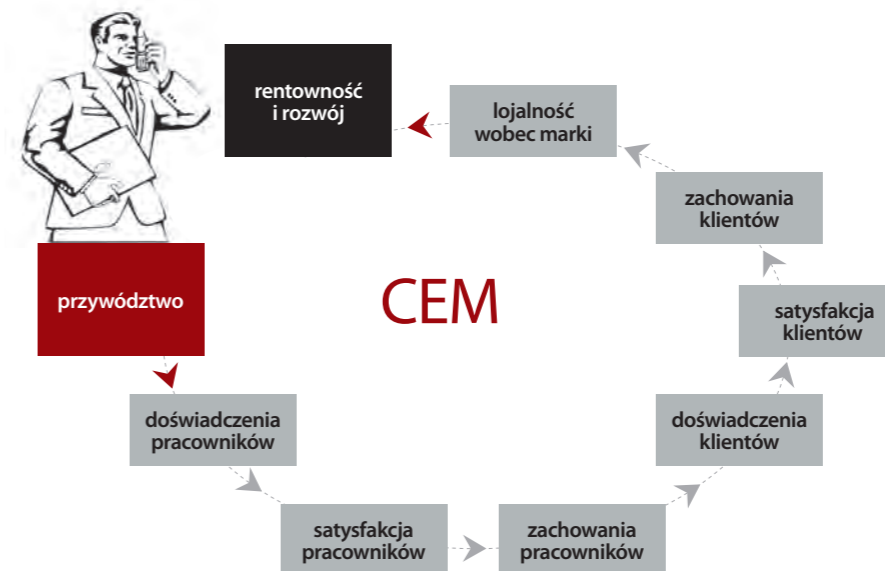 rentowność
i rozwój
lojalność
wobec marki
zachowania
klientów
przywództwo
CEM
satysfakcja
klientów
doświadczenia
pracowników
doświadczenia
klientów
satysfakcja
pracowników
zachowania
pracowników